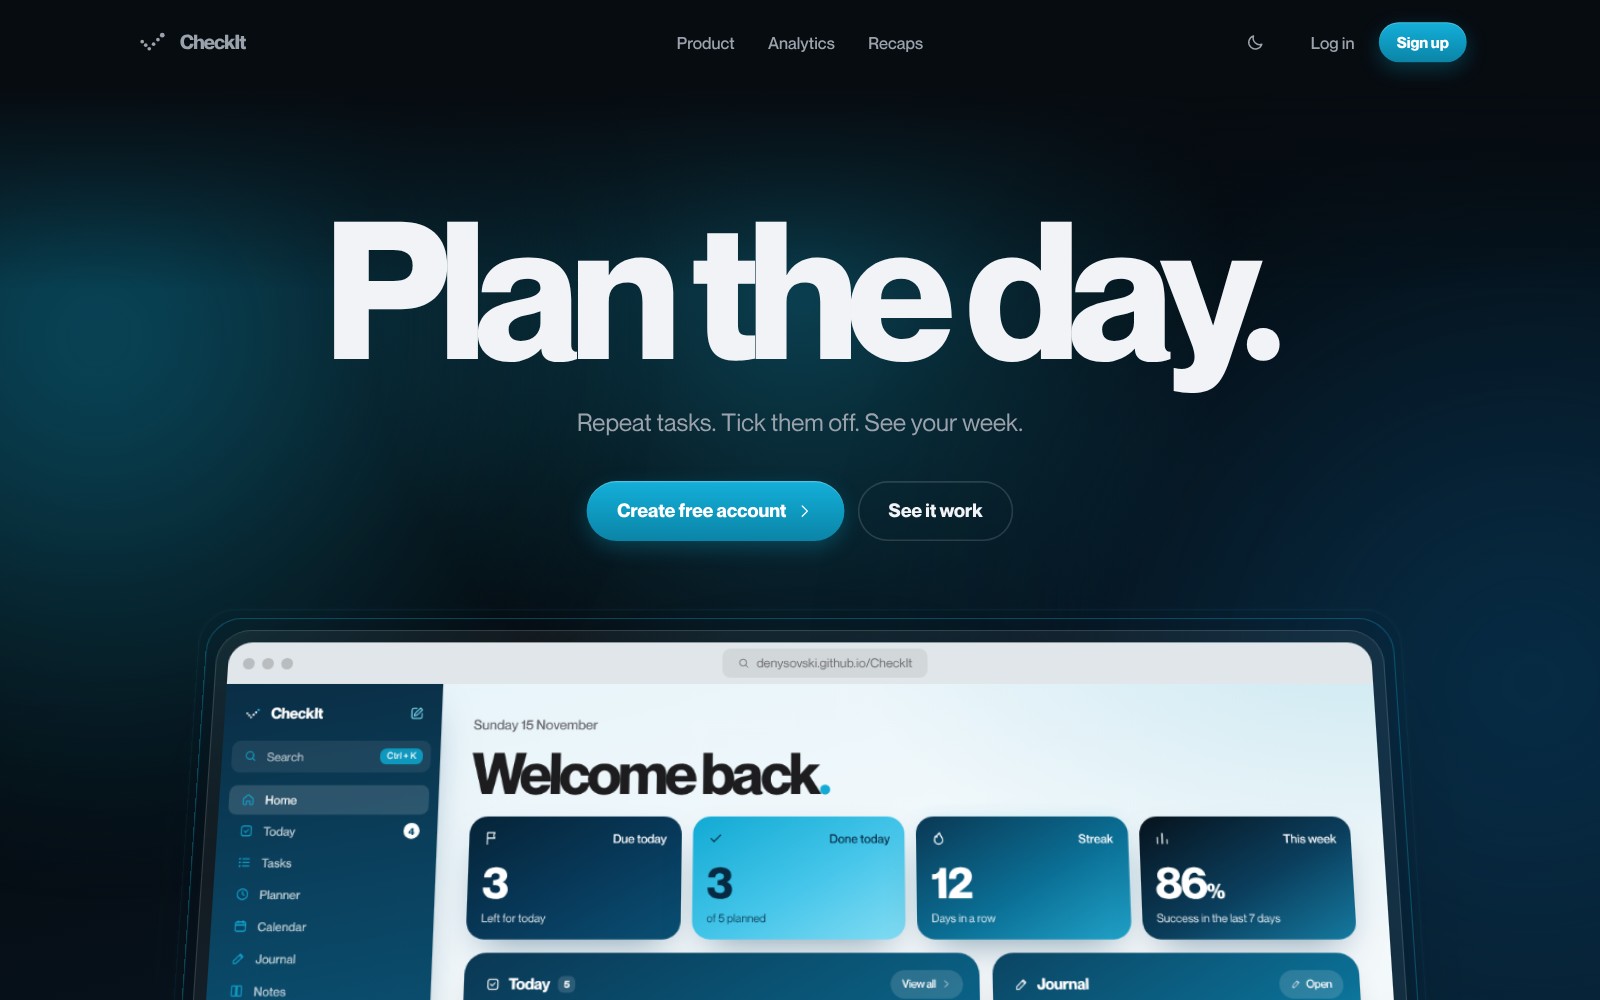 CheckIt
Product
Analytics
Recaps
Log in
Sign up
Plan the day.
Repeat tasks. Tick them off. See your week.
Create free account
See it work
denysovski.github.io/CheckIt
CheckIt
Search
Ctrl + K
Home
Today
4
Tasks
Planner
Calendar
Journal
Notes
Sunday 15 November
Welcome back.
Due today
3
Left for today
Done today
3
of 5 planned
Streak
12
Days in a row
This week
86%
Success in the last 7 days
Today 5
View all
Journal
Open